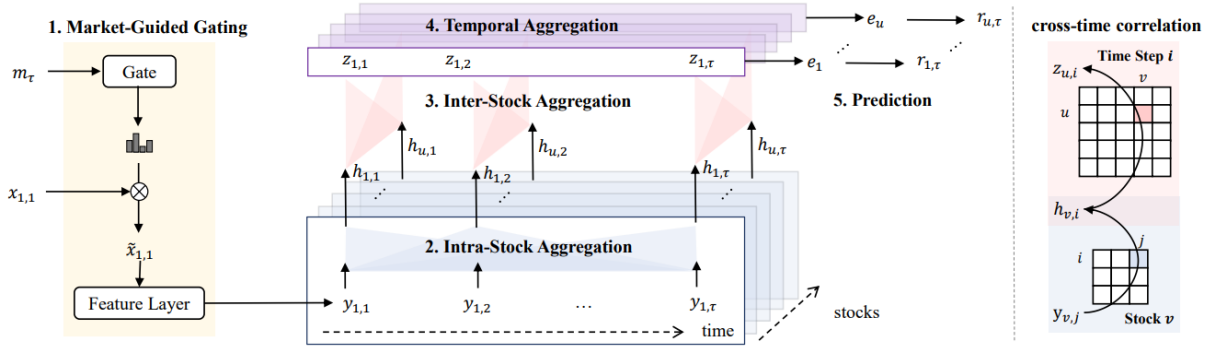 1. Market-Guided Gating
m_τ
Gate
x_{1,1}
x̃_{1,1}
Feature Layer
4. Temporal Aggregation
z_{1,1} z_{1,2} z_{1,τ}
e_u r_{u,τ}
e_1 r_{1,τ}
3. Inter-Stock Aggregation
5. Prediction
h_{u,1} h_{u,2} h_{u,τ}
h_{1,1} h_{1,2} h_{1,τ}
2. Intra-Stock Aggregation
y_{1,1} y_{1,2} … y_{1,τ}
time
stocks
cross-time correlation
Time Step i
z_{u,i}
v
u
h_{v,i}
j
i
y_{v,j}
Stock v